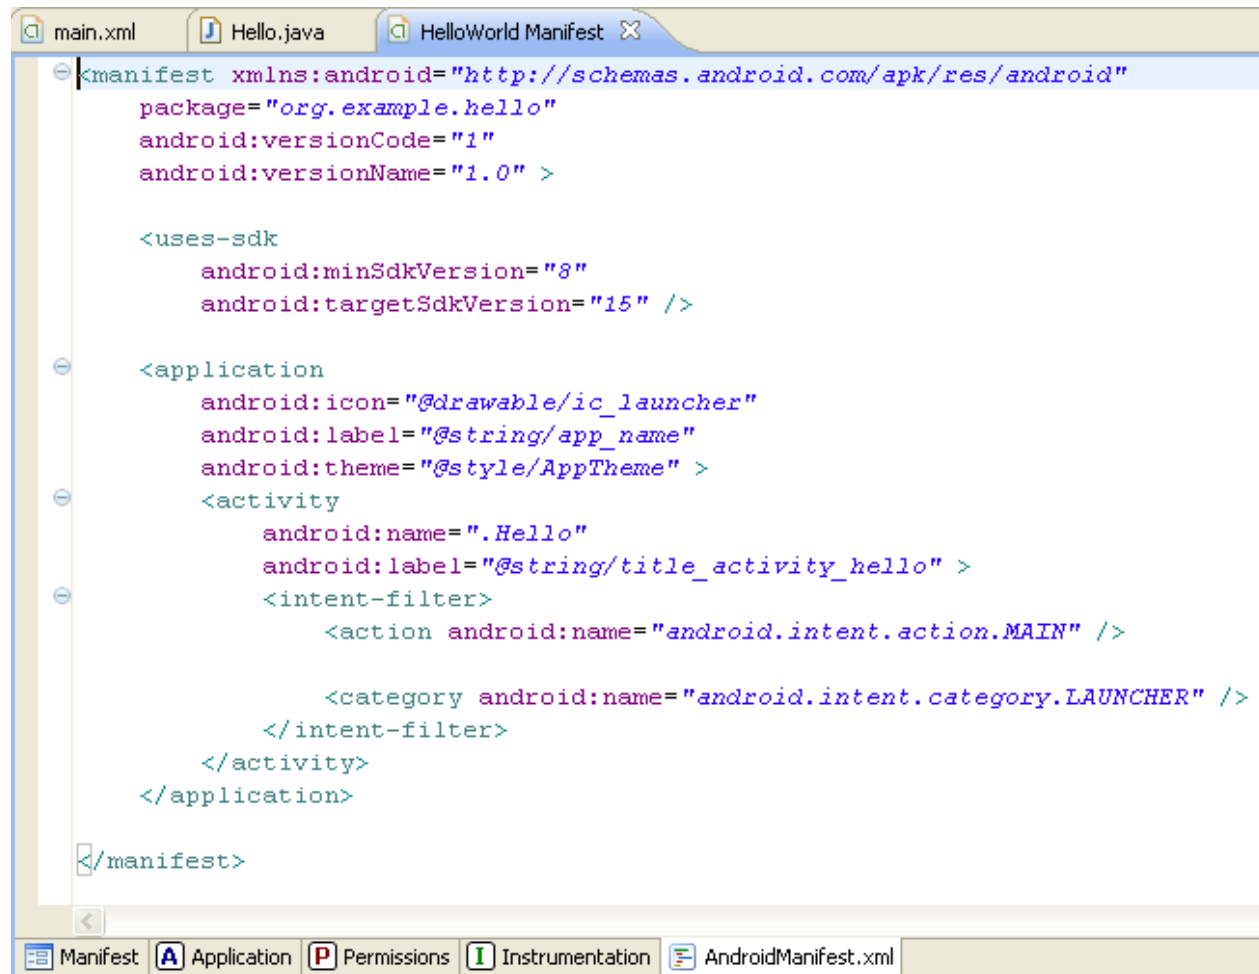 main.xml Hello.java HelloWorld Manifest
<manifest xmlns:android="http://schemas.android.com/apk/res/android"
package="org.example.hello"
android:versionCode="1"
android:versionName="1.0" >
<uses-sdk
android:minSdkVersion="8"
android:targetSdkVersion="15" />
<application
android:icon="@drawable/ic_launcher"
android:label="@string/app_name"
android:theme="@style/AppTheme" >
<activity
android:name=".Hello"
android:label="@string/title_activity_hello" >
<intent-filter>
<action android:name="android.intent.action.MAIN" />
<category android:name="android.intent.category.LAUNCHER" />
</intent-filter>
</activity>
</application>
</manifest>
Manifest A Application P Permissions I Instrumentation AndroidManifest.xml